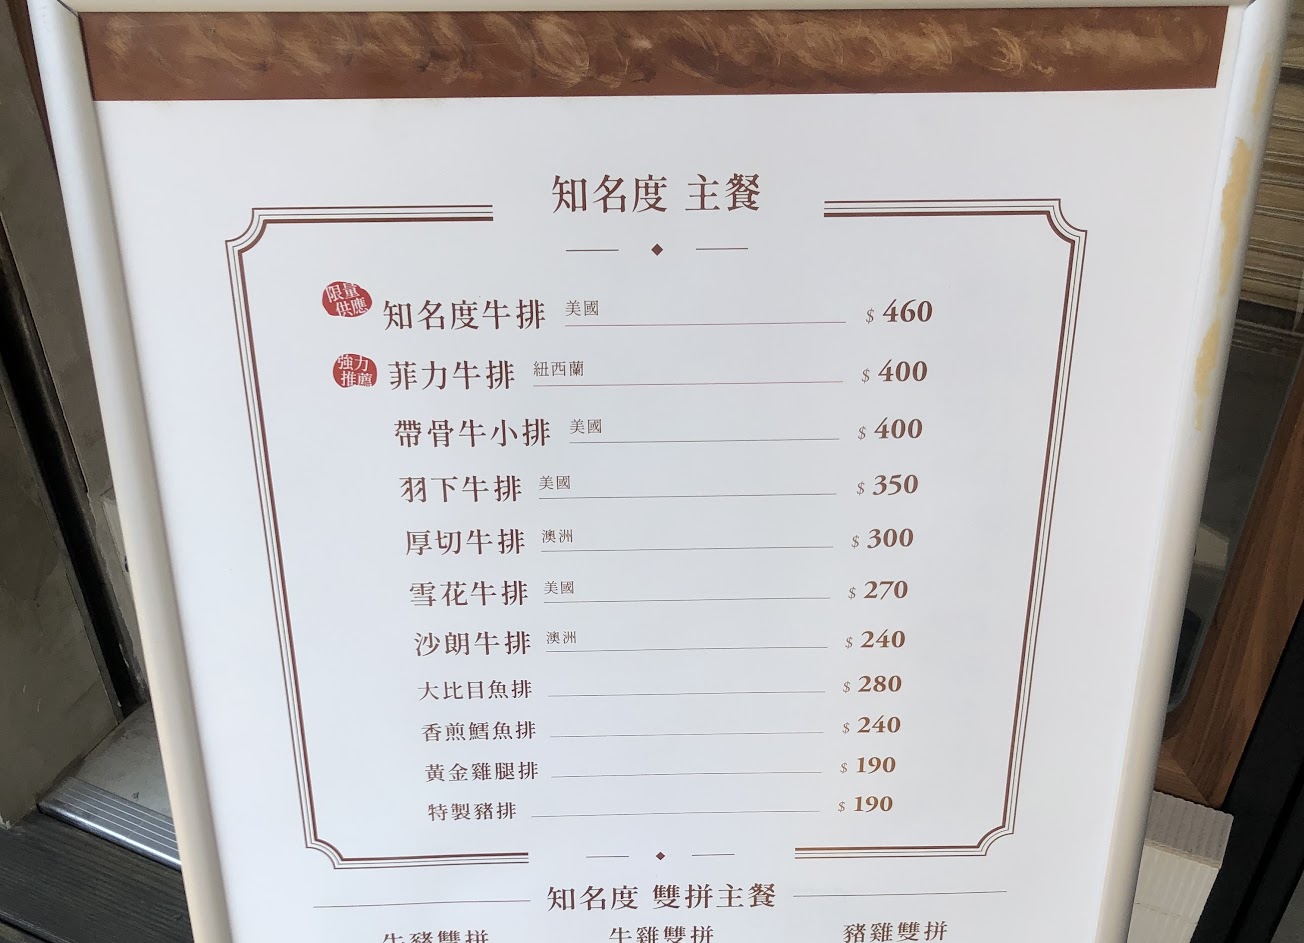 知名度 主餐
限量
供應
知名度牛排 美國 $ 460
強力
推薦
菲力牛排 紐西蘭 $ 400
帶骨牛小排 美國 $ 400
羽下牛排 美國 $ 350
厚切牛排 澳洲 $ 300
雪花牛排 美國 $ 270
沙朗牛排 澳洲 $ 240
大比目魚排 $ 280
香煎鱈魚排 $ 240
黃金雞腿排 $ 190
特製豬排 $ 190
知名度 雙拼主餐
牛豬雙拼 牛雞雙拼 豬雞雙拼